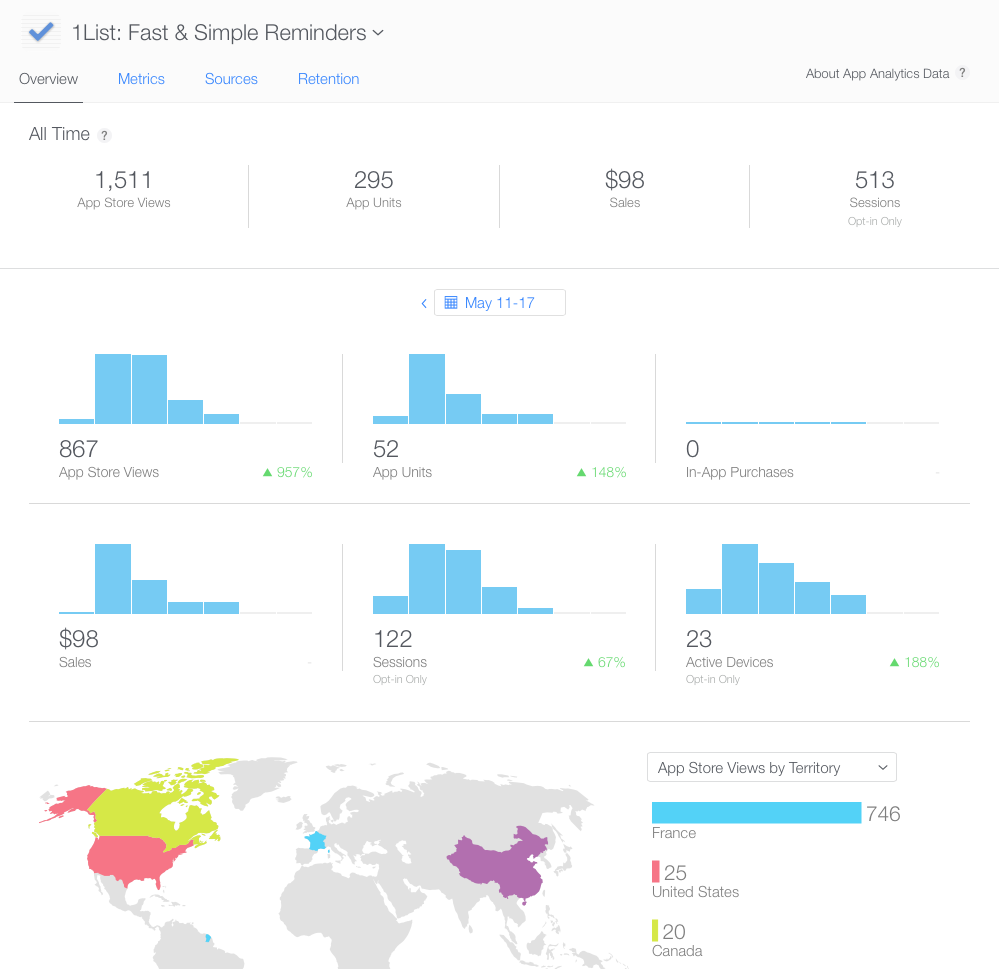 1List: Fast & Simple Reminders
Overview Metrics Sources Retention
About App Analytics Data ?
All Time ?
1,511 295 $98 513
App Store Views App Units Sales Sessions
Opt-in Only
May 11-17
867 52 0
App Store Views ▲ 957% App Units ▲ 148% In-App Purchases -
$98 122 23
Sales - Sessions ▲ 67% Active Devices ▲ 188%
Opt-in Only Opt-in Only
App Store Views by Territory
746
France
25
United States
20
Canada